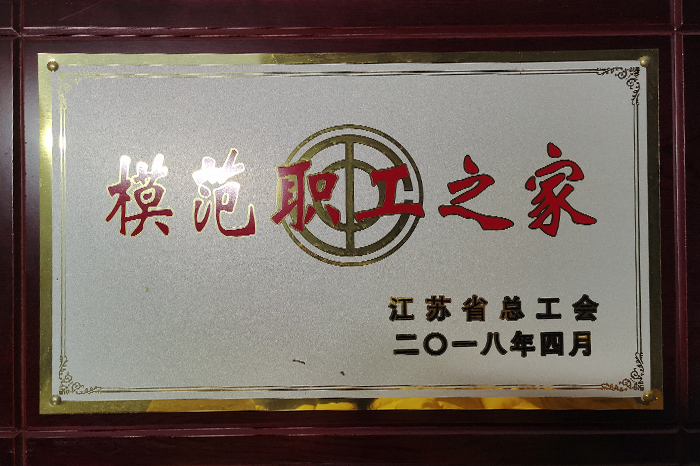 模范职工之家
江苏省总工会
二〇一八年四月